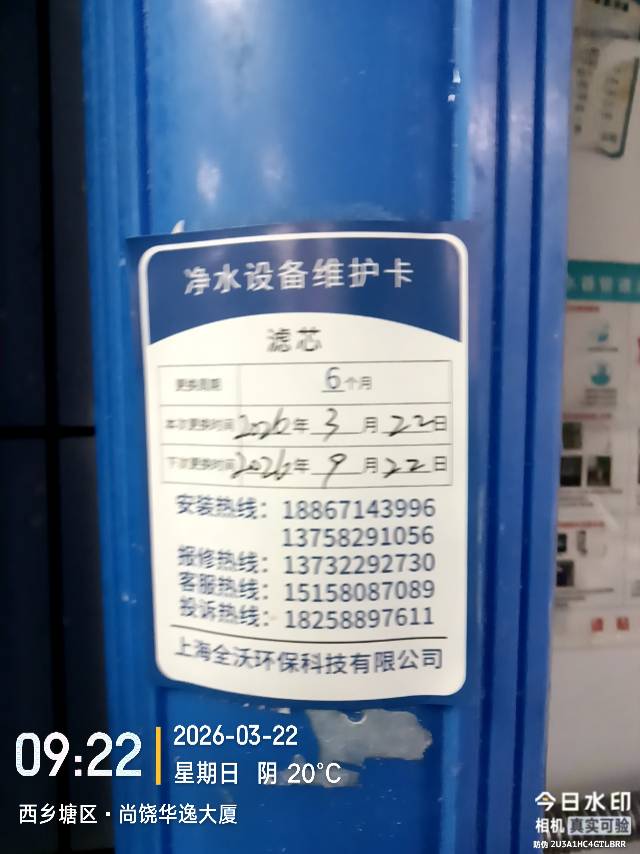 净水设备维护卡
滤芯
更换周期 6个月
本次更换时间 2026年 3月 22日
下次更换时间 2026年 9月 22日
安装热线：18867143996
13758291056
报修热线：13732292730
客服热线：15158087089
投诉热线：18258897611
上海全沃环保科技有限公司
09:22
2026-03-22
星期日 阴 20°C
西乡塘区·尚饶华逸大厦
今日水印
相机 真实可验
防伪 2U3A1HC4GTLBRR